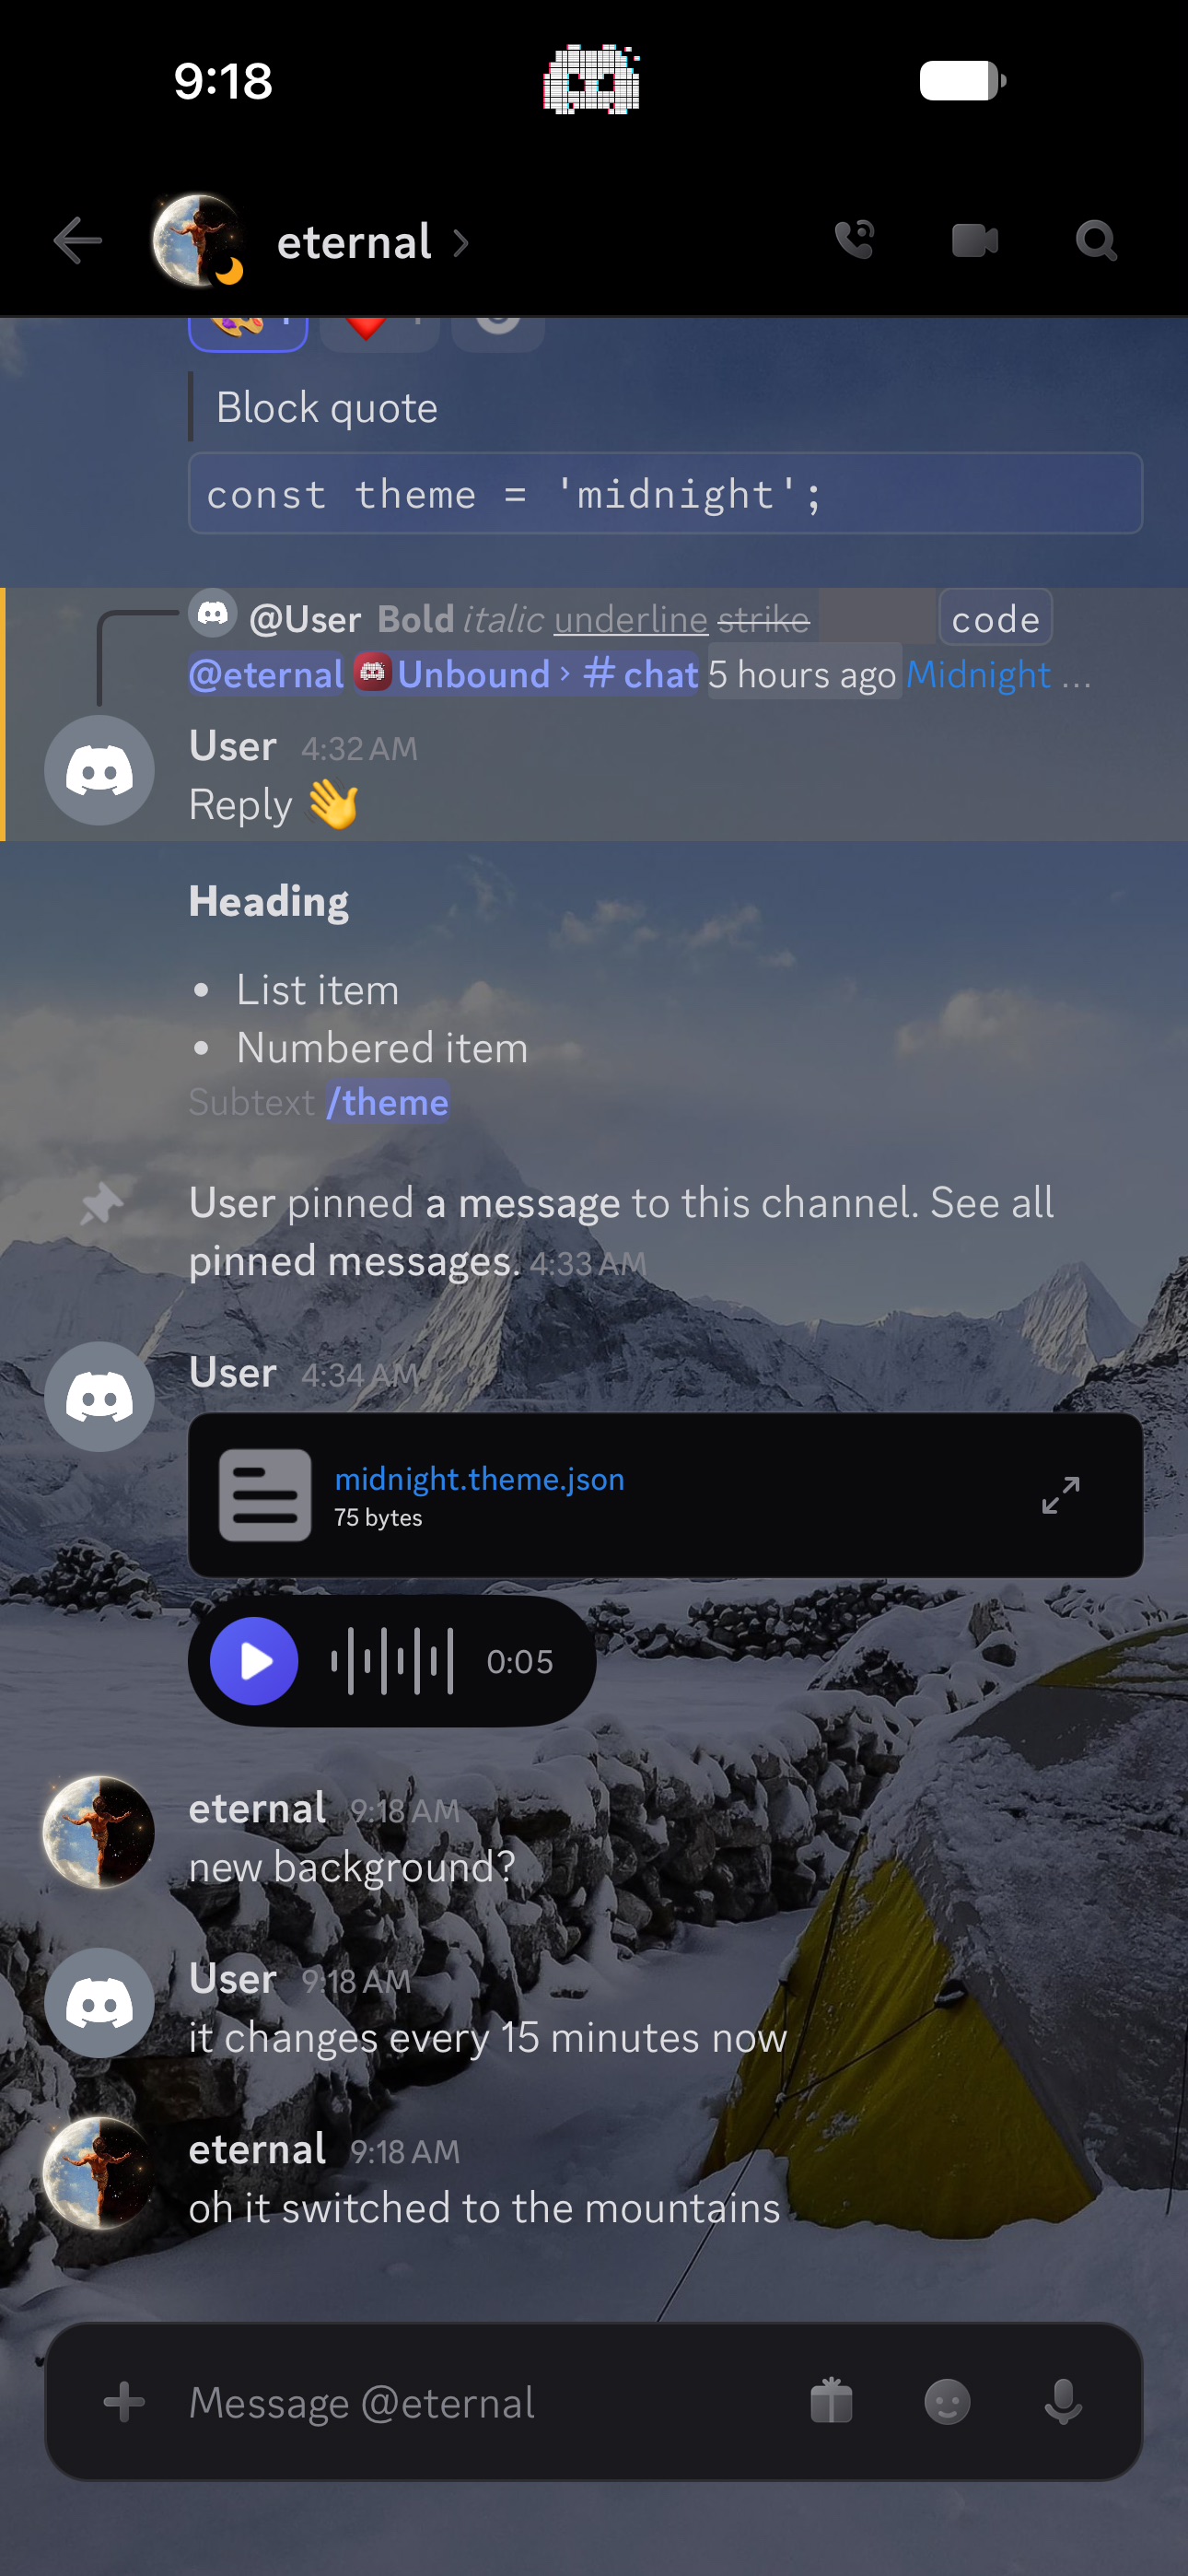 9:18
eternal
Block quote
const theme = 'midnight';
@User Bold italic underline strike code
@eternal Unbound › # chat 5 hours ago Midnight ...
User 4:32 AM
Reply 👋
Heading
• List item
• Numbered item
Subtext /theme
User pinned a message to this channel. See all
pinned messages. 4:33 AM
User 4:34 AM
midnight.theme.json
75 bytes
0:05
eternal 9:18 AM
new background?
User 9:18 AM
it changes every 15 minutes now
eternal 9:18 AM
oh it switched to the mountains
Message @eternal